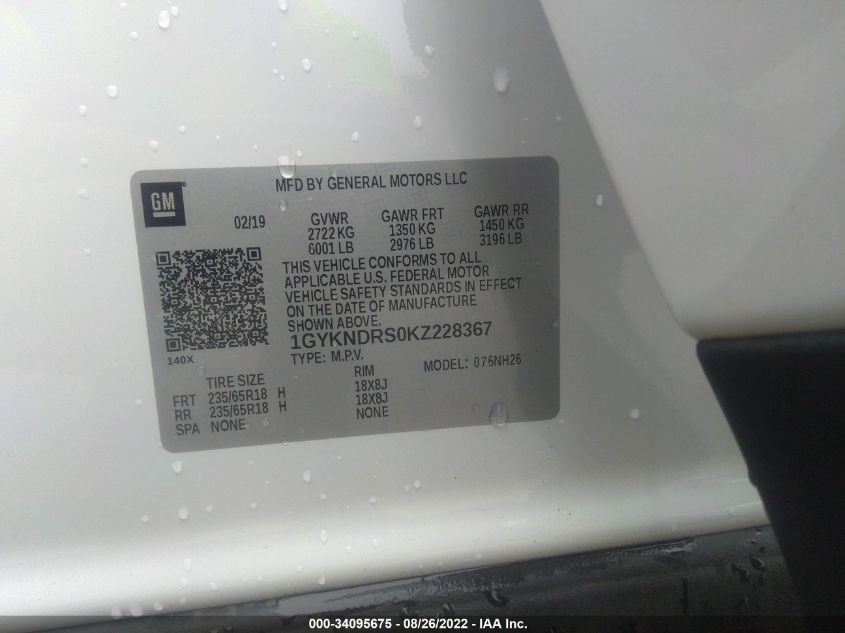 GM
MFD BY GENERAL MOTORS LLC
02/19 GVWR GAWR FRT GAWR RR
2722 KG 1350 KG 1450 KG
6001 LB 2976 LB 3196 LB
THIS VEHICLE CONFORMS TO ALL
APPLICABLE U.S. FEDERAL MOTOR
VEHICLE SAFETY STANDARDS IN EFFECT
ON THE DATE OF MANUFACTURE
SHOWN ABOVE.
1GYKNDRS0KZ228367
140X
TYPE: M.P.V. MODEL: 076NH26
TIRE SIZE RIM
FRT 235/65R18 H 18X8J
RR 235/65R18 H 18X8J
SPA NONE NONE
000-34095675 - 08/26/2022 - IAA Inc.